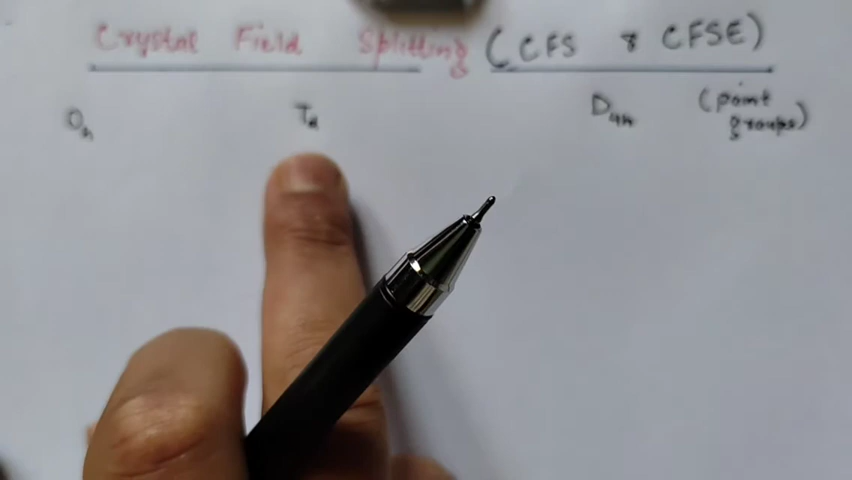 Crystal Field Splitting (CFS & CFSE)
Oh Td D4h (point
groups)